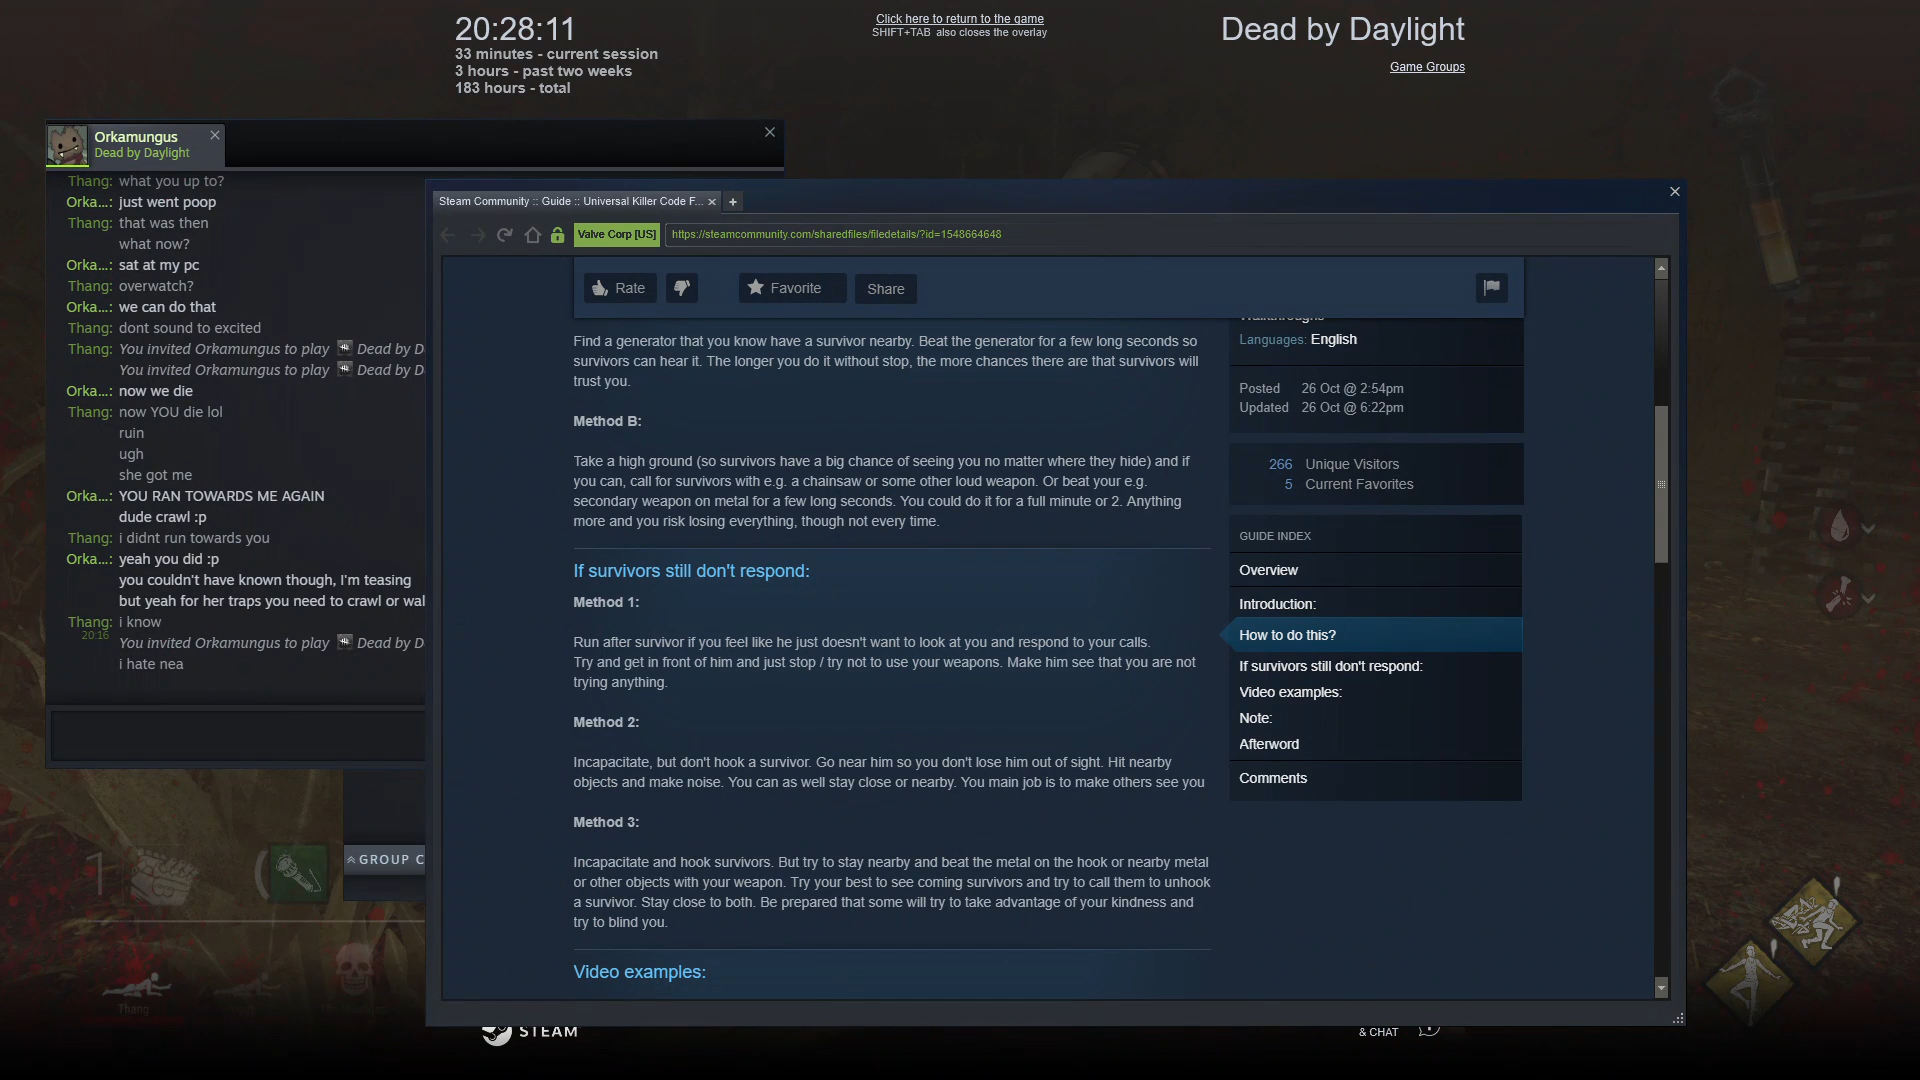 20:28:11
33 minutes - current session
3 hours - past two weeks
183 hours - total
Click here to return to the game
SHIFT+TAB also closes the overlay
Dead by Daylight
Game Groups
Orkamungus
Dead by Daylight
Thang: what you up to?
Orka...: just went poop
Thang: that was then
what now?
Orka...: sat at my pc
Thang: overwatch?
Orka...: we can do that
Thang: dont sound to excited
Thang: You invited Orkamungus to play Dead by D
You invited Orkamungus to play Dead by D
Orka...: now we die
Thang: now YOU die lol
ruin
ugh
she got me
Orka...: YOU RAN TOWARDS ME AGAIN
dude crawl :p
Thang: i didnt run towards you
Orka...: yeah you did :p
you couldn't have known though, I'm teasing
but yeah for her traps you need to crawl or wal
Thang: i know
20:16
You invited Orkamungus to play Dead by D
i hate nea
GROUP C
Steam Community :: Guide :: Universal Killer Code F...
Valve Corp [US]
https://steamcommunity.com/sharedfiles/filedetails/?id=1548664648
Rate
Favorite
Share
Find a generator that you know have a survivor nearby. Beat the generator for a few long seconds so
survivors can hear it. The longer you do it without stop, the more chances there are that survivors will
trust you.
Method B:
Take a high ground (so survivors have a big chance of seeing you no matter where they hide) and if
you can, call for survivors with e.g. a chainsaw or some other loud weapon. Or beat your e.g.
secondary weapon on metal for a few long seconds. You could do it for a full minute or 2. Anything
more and you risk losing everything, though not every time.
If survivors still don't respond:
Method 1:
Run after survivor if you feel like he just doesn't want to look at you and respond to your calls.
Try and get in front of him and just stop / try not to use your weapons. Make him see that you are not
trying anything.
Method 2:
Incapacitate, but don't hook a survivor. Go near him so you don't lose him out of sight. Hit nearby
objects and make noise. You can as well stay close or nearby. You main job is to make others see you
Method 3:
Incapacitate and hook survivors. But try to stay nearby and beat the metal on the hook or nearby metal
or other objects with your weapon. Try your best to see coming survivors and try to call them to unhook
a survivor. Stay close to both. Be prepared that some will try to take advantage of your kindness and
try to blind you.
Video examples:
Walkthroughs
Languages: English
Posted 26 Oct @ 2:54pm
Updated 26 Oct @ 6:22pm
266 Unique Visitors
5 Current Favorites
GUIDE INDEX
Overview
Introduction:
How to do this?
If survivors still don't respond:
Video examples:
Note:
Afterword
Comments
1
Thang
STEAM
& CHAT